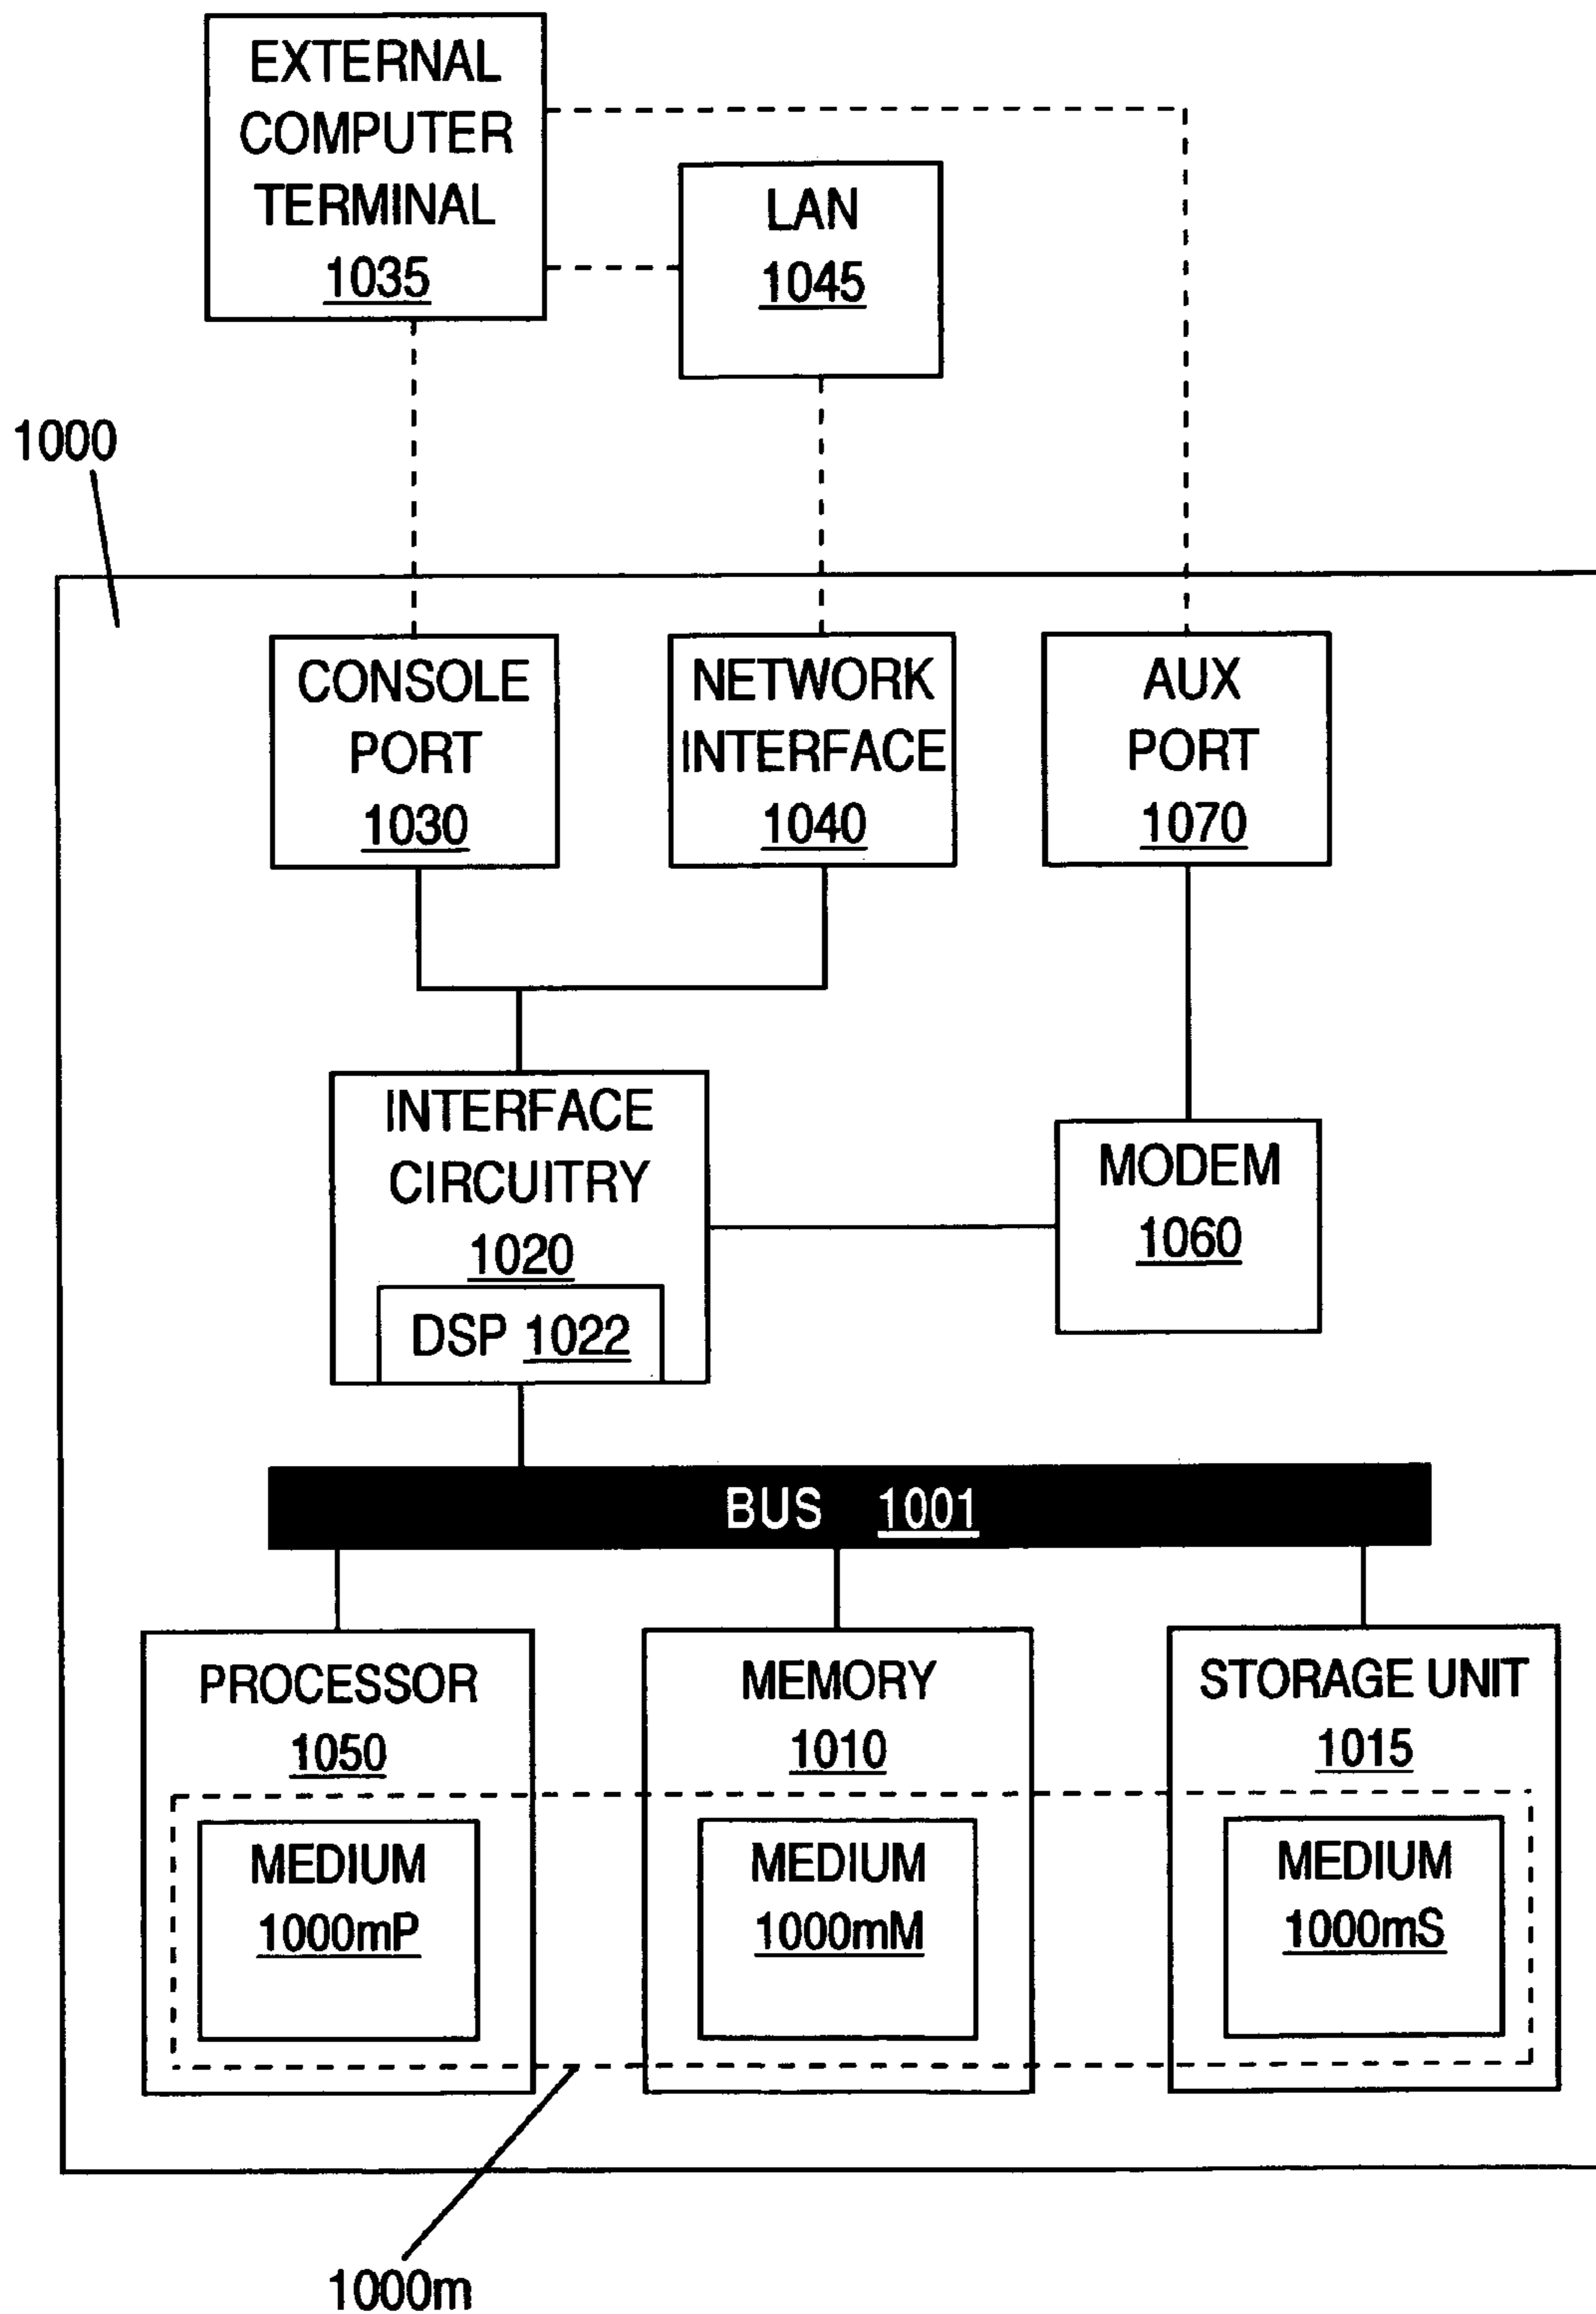 EXTERNAL
COMPUTER
TERMINAL
1035
LAN
1045
1000
CONSOLE
PORT
1030
NETWORK
INTERFACE
1040
AUX
PORT
1070
INTERFACE
CIRCUITRY
1020
DSP 1022
MODEM
1060
BUS 1001
PROCESSOR
1050
MEDIUM
1000mP
MEMORY
1010
MEDIUM
1000mM
STORAGE UNIT
1015
MEDIUM
1000mS
1000m